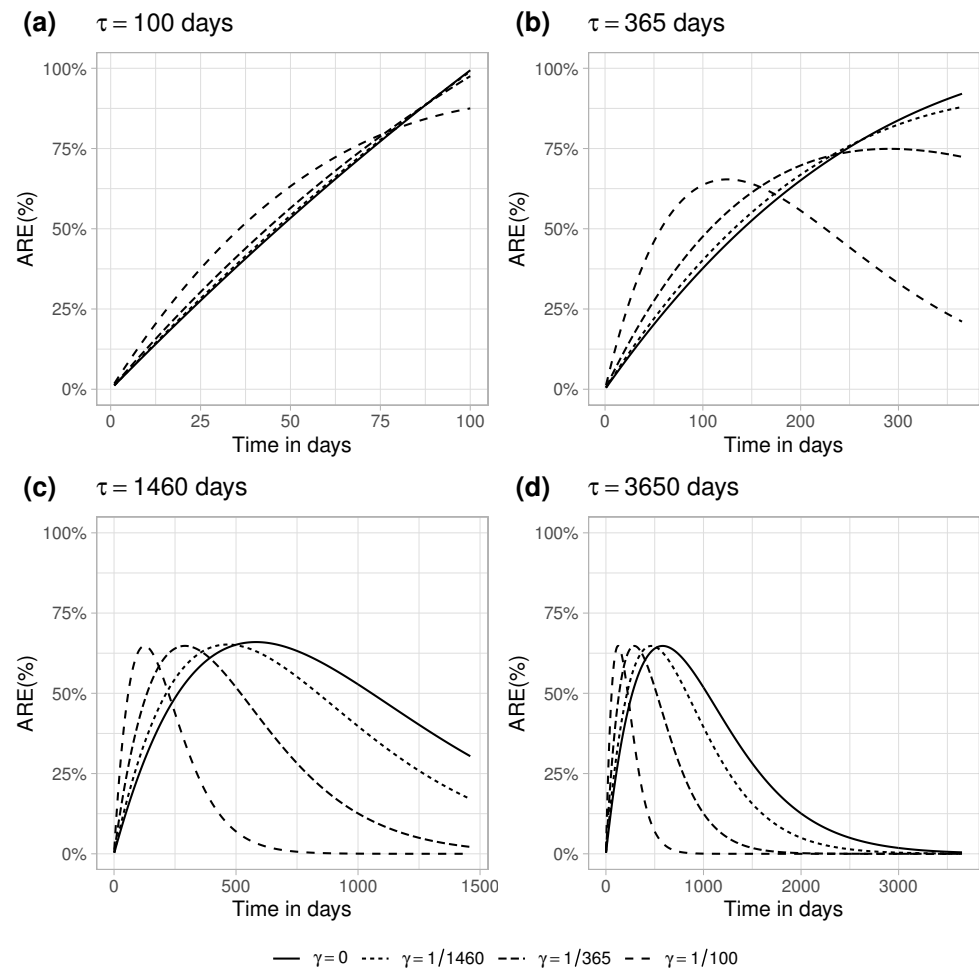 (a) τ = 100 days
(b) τ = 365 days
100%
75%
50%
25%
0%
ARE(%)
0 25 50 75 100
Time in days
100%
75%
50%
25%
0%
ARE(%)
0 100 200 300
Time in days
(c) τ = 1460 days
(d) τ = 3650 days
100%
75%
50%
25%
0%
ARE(%)
0 500 1000 1500
Time in days
100%
75%
50%
25%
0%
ARE(%)
0 1000 2000 3000
Time in days
γ = 0 γ = 1/1460 γ = 1/365 γ = 1/100